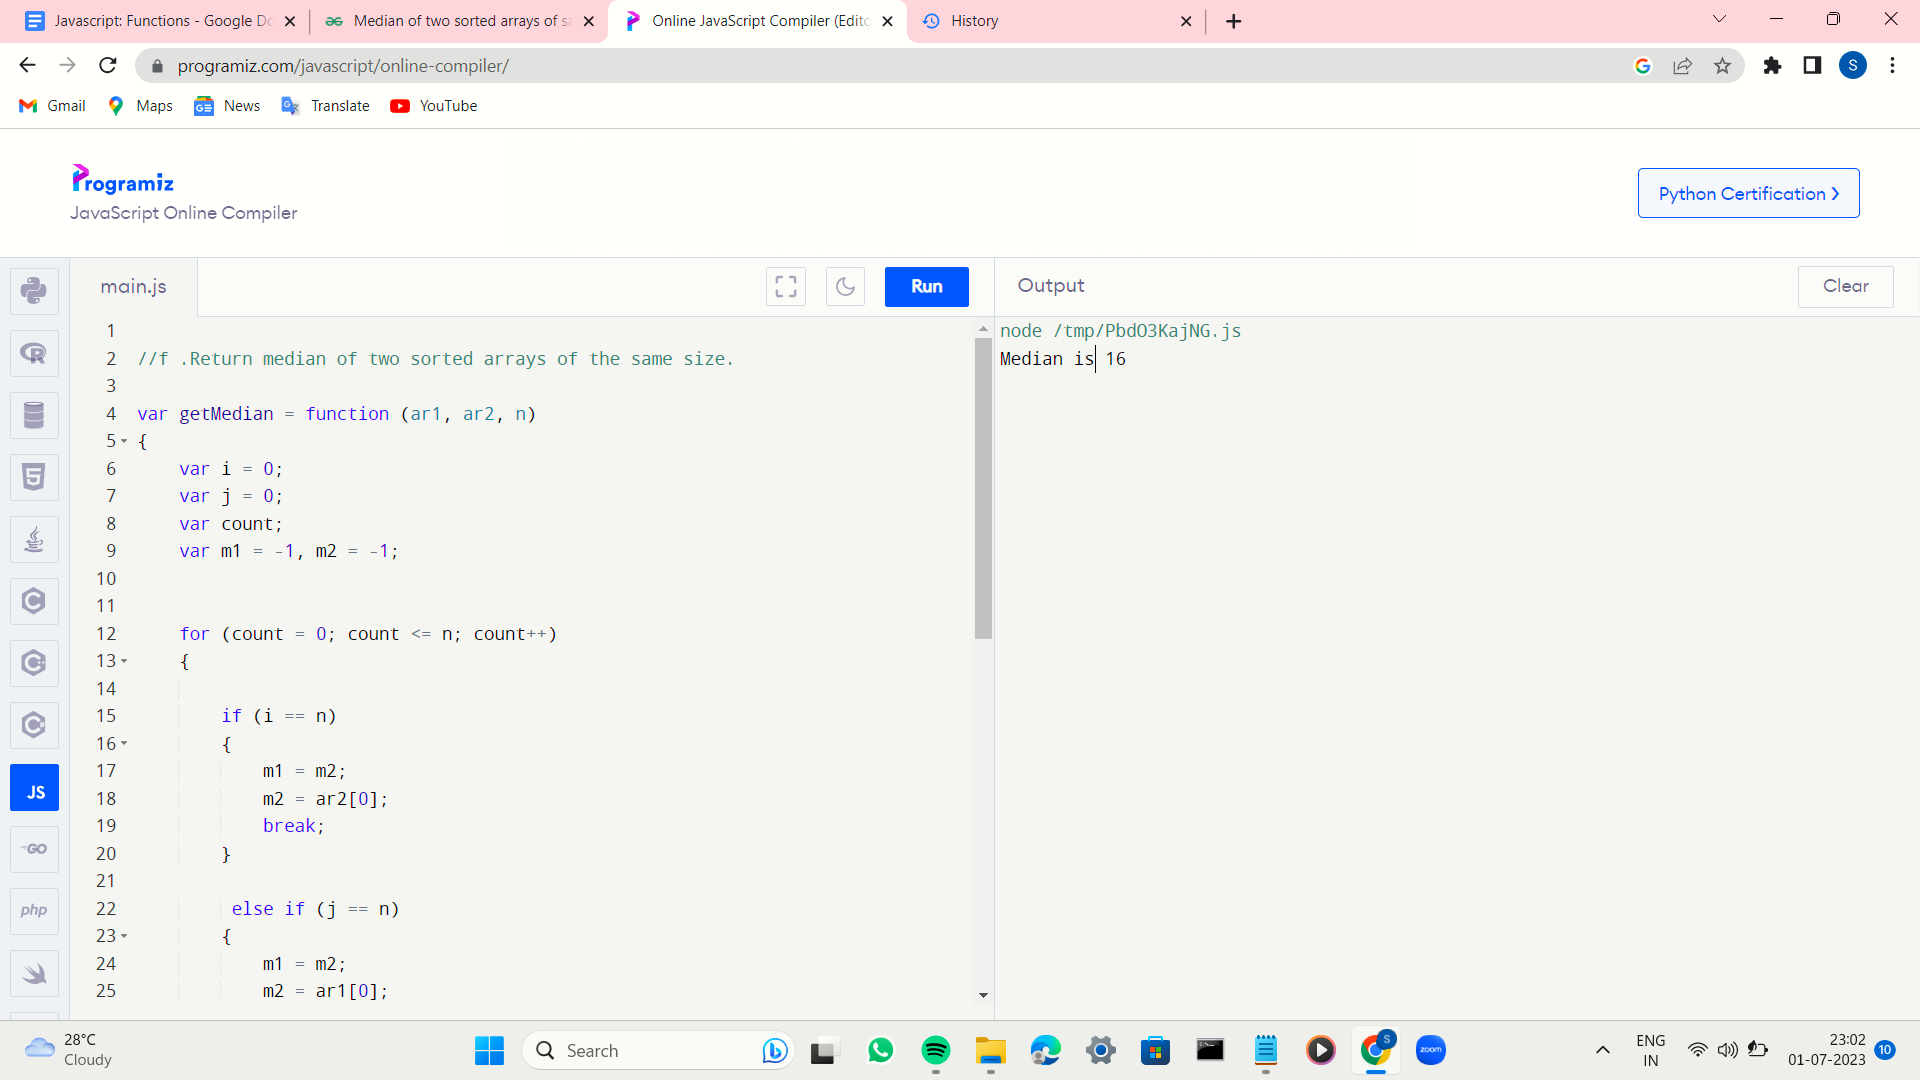 Javascript: Functions - Google Do
Median of two sorted arrays of sa
Online JavaScript Compiler (Edito
History
programiz.com/javascript/online-compiler/
S
Gmail
Maps
News
Translate
YouTube
Programiz
JavaScript Online Compiler
Python Certification
main.js
Run
Output
Clear
1
2 //f .Return median of two sorted arrays of the same size.
3
4 var getMedian = function (ar1, ar2, n)
5 {
6 var i = 0;
7 var j = 0;
8 var count;
9 var m1 = -1, m2 = -1;
10
11
12 for (count = 0; count <= n; count++)
13 {
14
15 if (i == n)
16 {
17 m1 = m2;
18 m2 = ar2[0];
19 break;
20 }
21
22 else if (j == n)
23 {
24 m1 = m2;
25 m2 = ar1[0];
node /tmp/PbdO3KajNG.js
Median is 16
JS
GO
php
28°C
Cloudy
Search
zoom
ENG
IN
23:02
01-07-2023
10